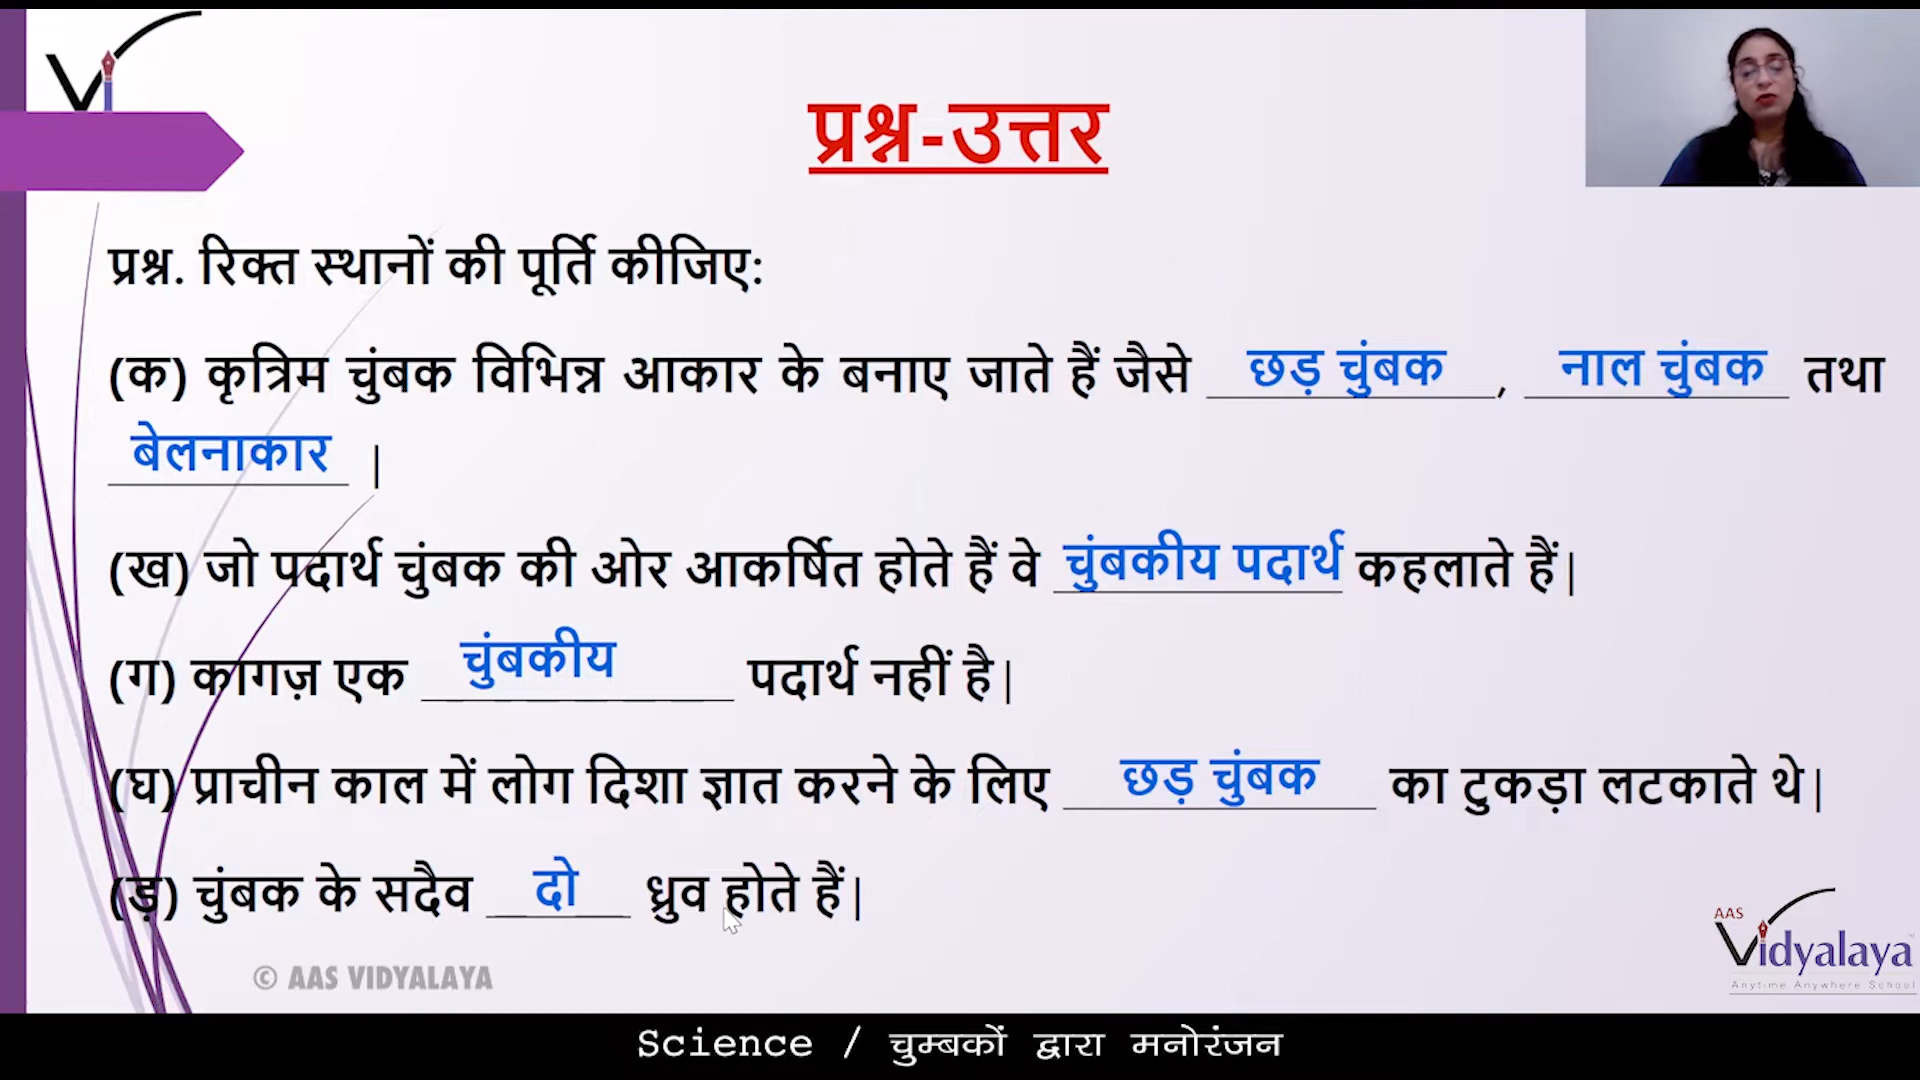 प्रश्न-उत्तर
प्रश्न. रिक्त स्थानों की पूर्ति कीजिए:
(क) कृत्रिम चुंबक विभिन्न आकार के बनाए जाते हैं जैसे छड़ चुंबक, नाल चुंबक तथा
बेलनाकार |
(ख) जो पदार्थ चुंबक की ओर आकर्षित होते हैं वे चुंबकीय पदार्थ कहलाते हैं|
(ग) कागज़ एक चुंबकीय पदार्थ नहीं है|
(घ) प्राचीन काल में लोग दिशा ज्ञात करने के लिए छड़ चुंबक का टुकड़ा लटकाते थे|
(ड़) चुंबक के सदैव दो ध्रुव होते हैं|
AAS
Vidyalaya
Anytime Anywhere School
© AAS VIDYALAYA
Science / चुम्बकों द्वारा मनोरंजन